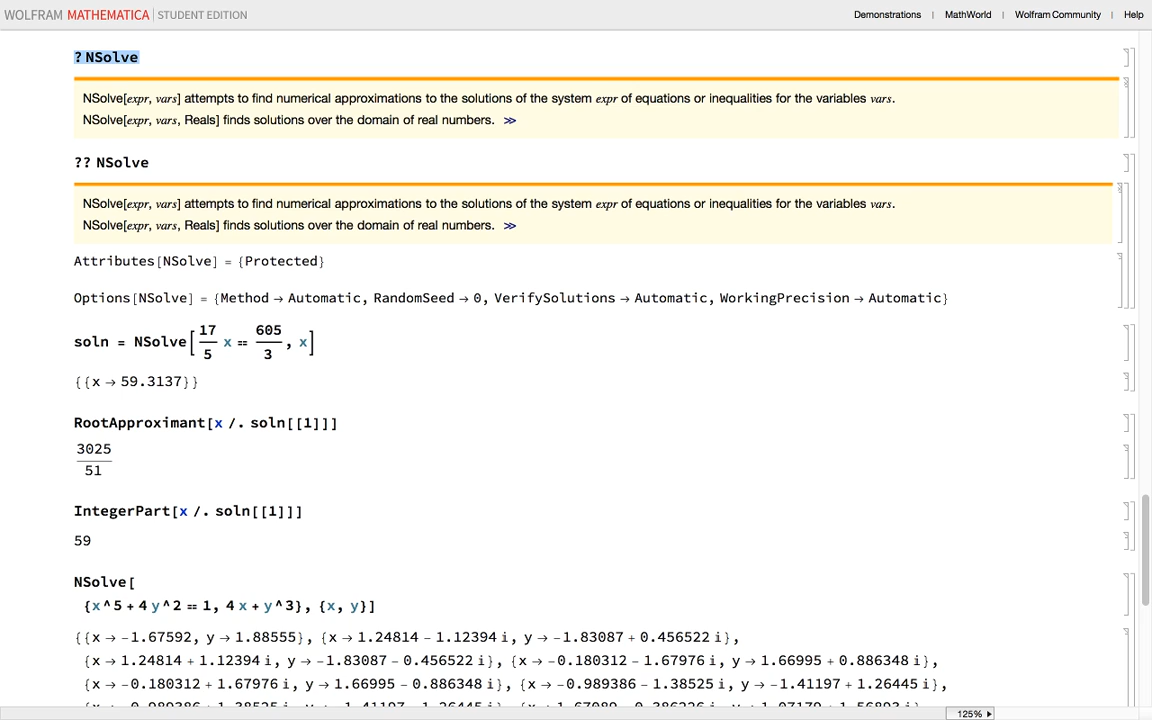 WOLFRAM MATHEMATICA | STUDENT EDITION
Demonstrations | MathWorld | Wolfram Community | Help
? NSolve
NSolve[expr, vars] attempts to find numerical approximations to the solutions of the system expr of equations or inequalities for the variables vars.
NSolve[expr, vars, Reals] finds solutions over the domain of real numbers. ≫
?? NSolve
NSolve[expr, vars] attempts to find numerical approximations to the solutions of the system expr of equations or inequalities for the variables vars.
NSolve[expr, vars, Reals] finds solutions over the domain of real numbers. ≫
Attributes[NSolve] = {Protected}
Options[NSolve] = {Method → Automatic, RandomSeed → 0, VerifySolutions → Automatic, WorkingPrecision → Automatic}
soln = NSolve[17/5 x == 605/3, x]
{{x → 59.3137}}
RootApproximant[x /. soln[[1]]]
3025
51
IntegerPart[x /. soln[[1]]]
59
NSolve[
{x^5 + 4 y^2 == 1, 4 x + y^3}, {x, y}]
{{x → -1.67592, y → 1.88555}, {x → 1.24814 - 1.12394 i, y → -1.83087 + 0.456522 i},
{x → 1.24814 + 1.12394 i, y → -1.83087 - 0.456522 i}, {x → -0.180312 - 1.67976 i, y → 1.66995 + 0.886348 i},
{x → -0.180312 + 1.67976 i, y → 1.66995 - 0.886348 i}, {x → -0.989386 - 1.38525 i, y → -1.41197 + 1.26445 i},
125%